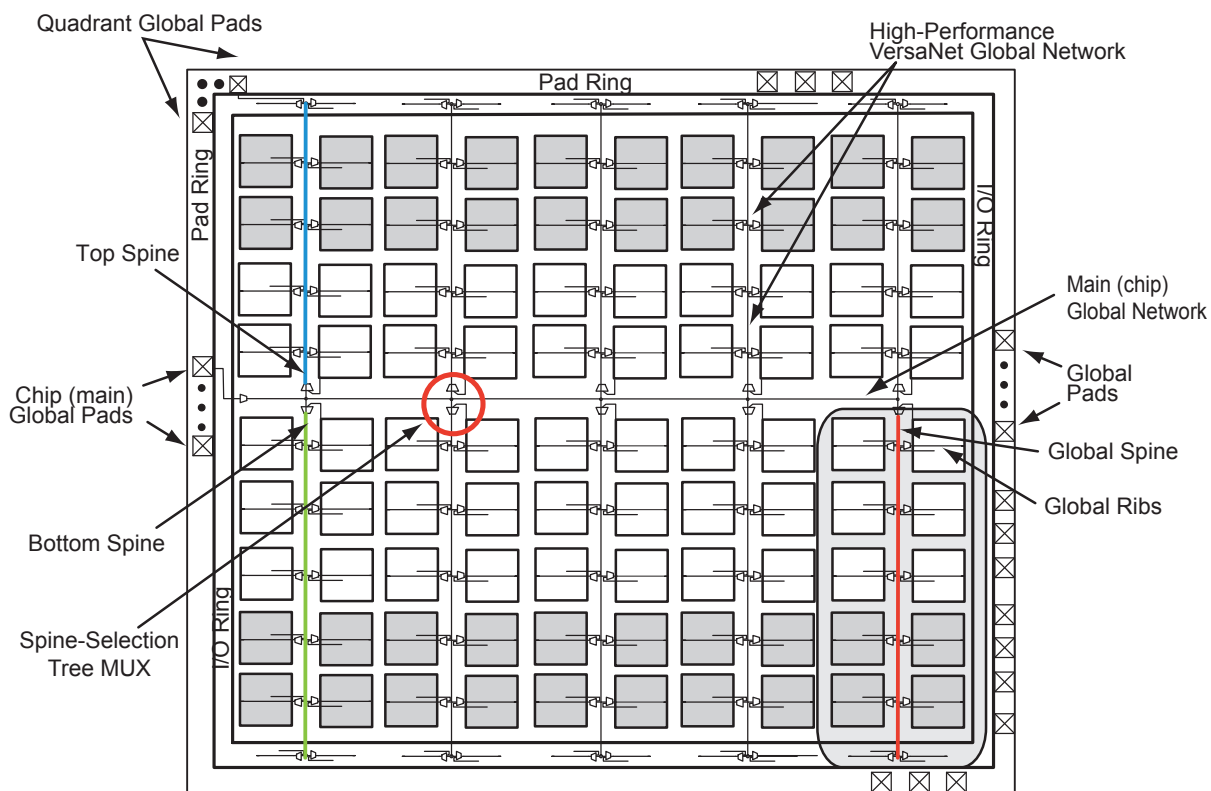 Quadrant Global Pads
High-Performance
VersaNet Global Network
Pad Ring
Pad Ring
I/O Ring
Top Spine
Main (chip)
Global Network
Chip (main)
Global Pads
Global
Pads
Global Spine
Global Ribs
Bottom Spine
I/O Ring
Spine-Selection
Tree MUX